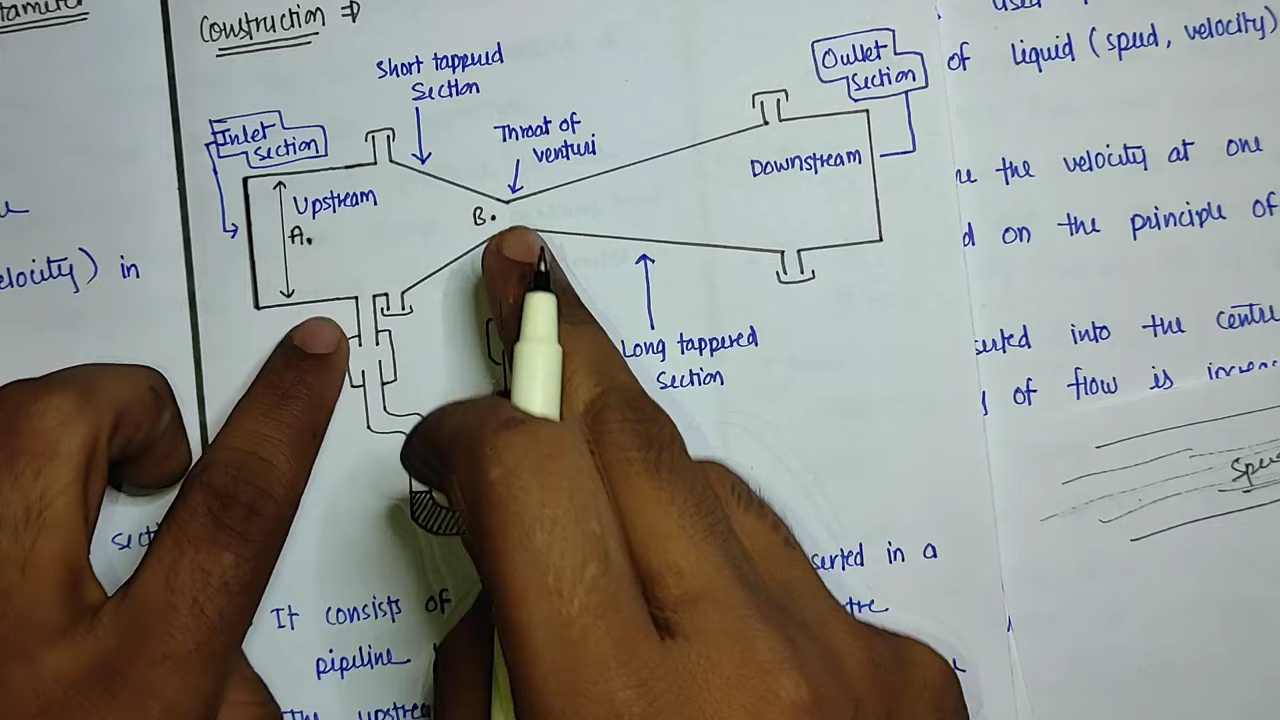 Construction ⇒
Short tappered
Section
Outlet
section
of liquid (speed, velocity)
Inlet
section
Throat of
venturi
Downstream
the velocity at one
Upstream
B.
A.
on the principle of
elocity) in
into the centre
Long tappered
section
of flow is
serted in a
It consists of
pipeline
the